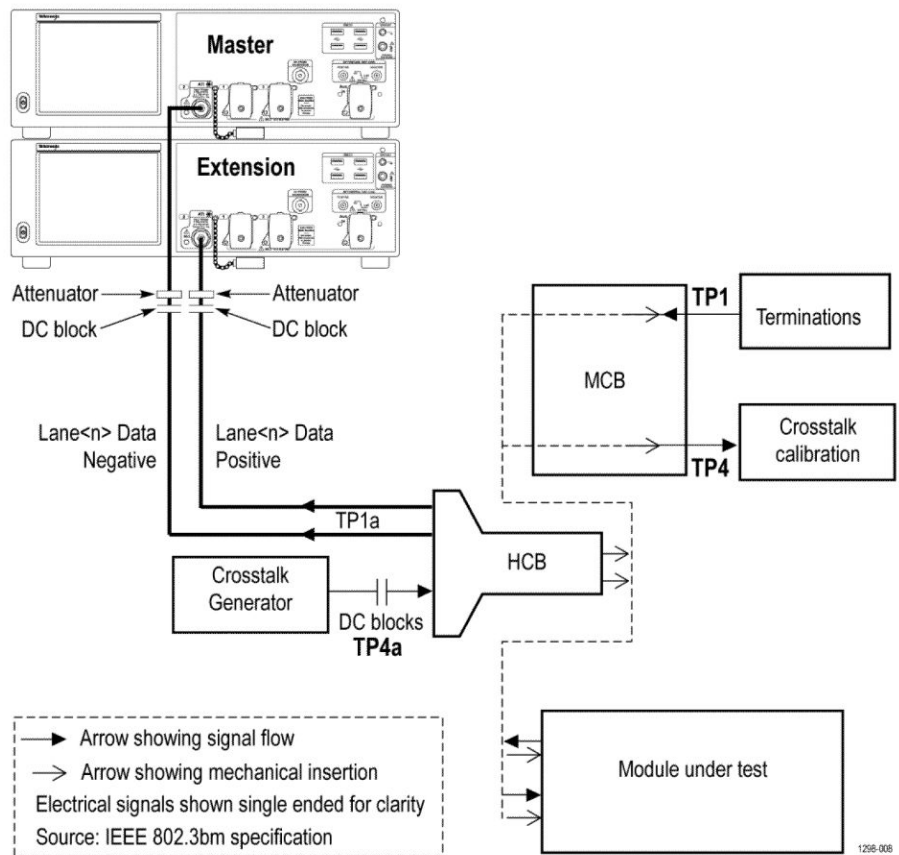 Tektronix
Master
Tektronix
Extension
Attenuator
Attenuator
DC block
DC block
Lane<n> Data
Negative
Lane<n> Data
Positive
TP1a
Crosstalk
Generator
DC blocks
TP4a
HCB
MCB
TP1
Terminations
TP4
Crosstalk
calibration
Module under test
Arrow showing signal flow
Arrow showing mechanical insertion
Electrical signals shown single ended for clarity
Source: IEEE 802.3bm specification
1298-008